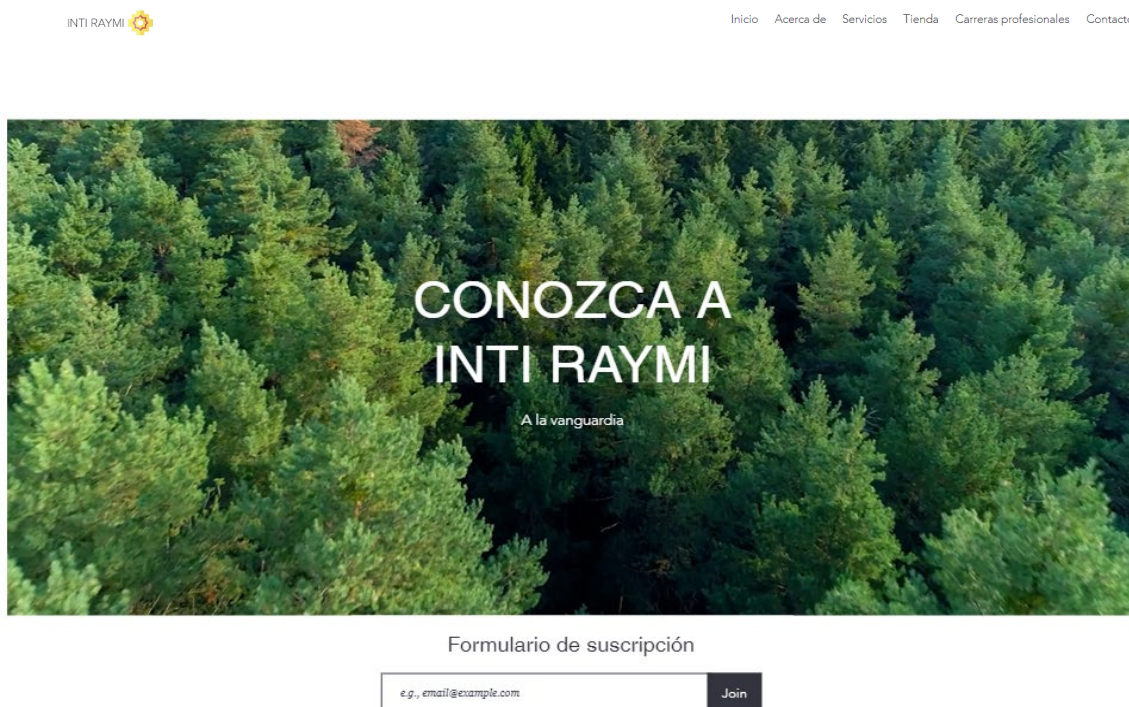 INTI RAYMI
Inicio Acerca de Servicios Tienda Carreras profesionales Contacto
CONOZCA A
INTI RAYMI
A la vanguardia
Formulario de suscripción
e.g., email@example.com
Join